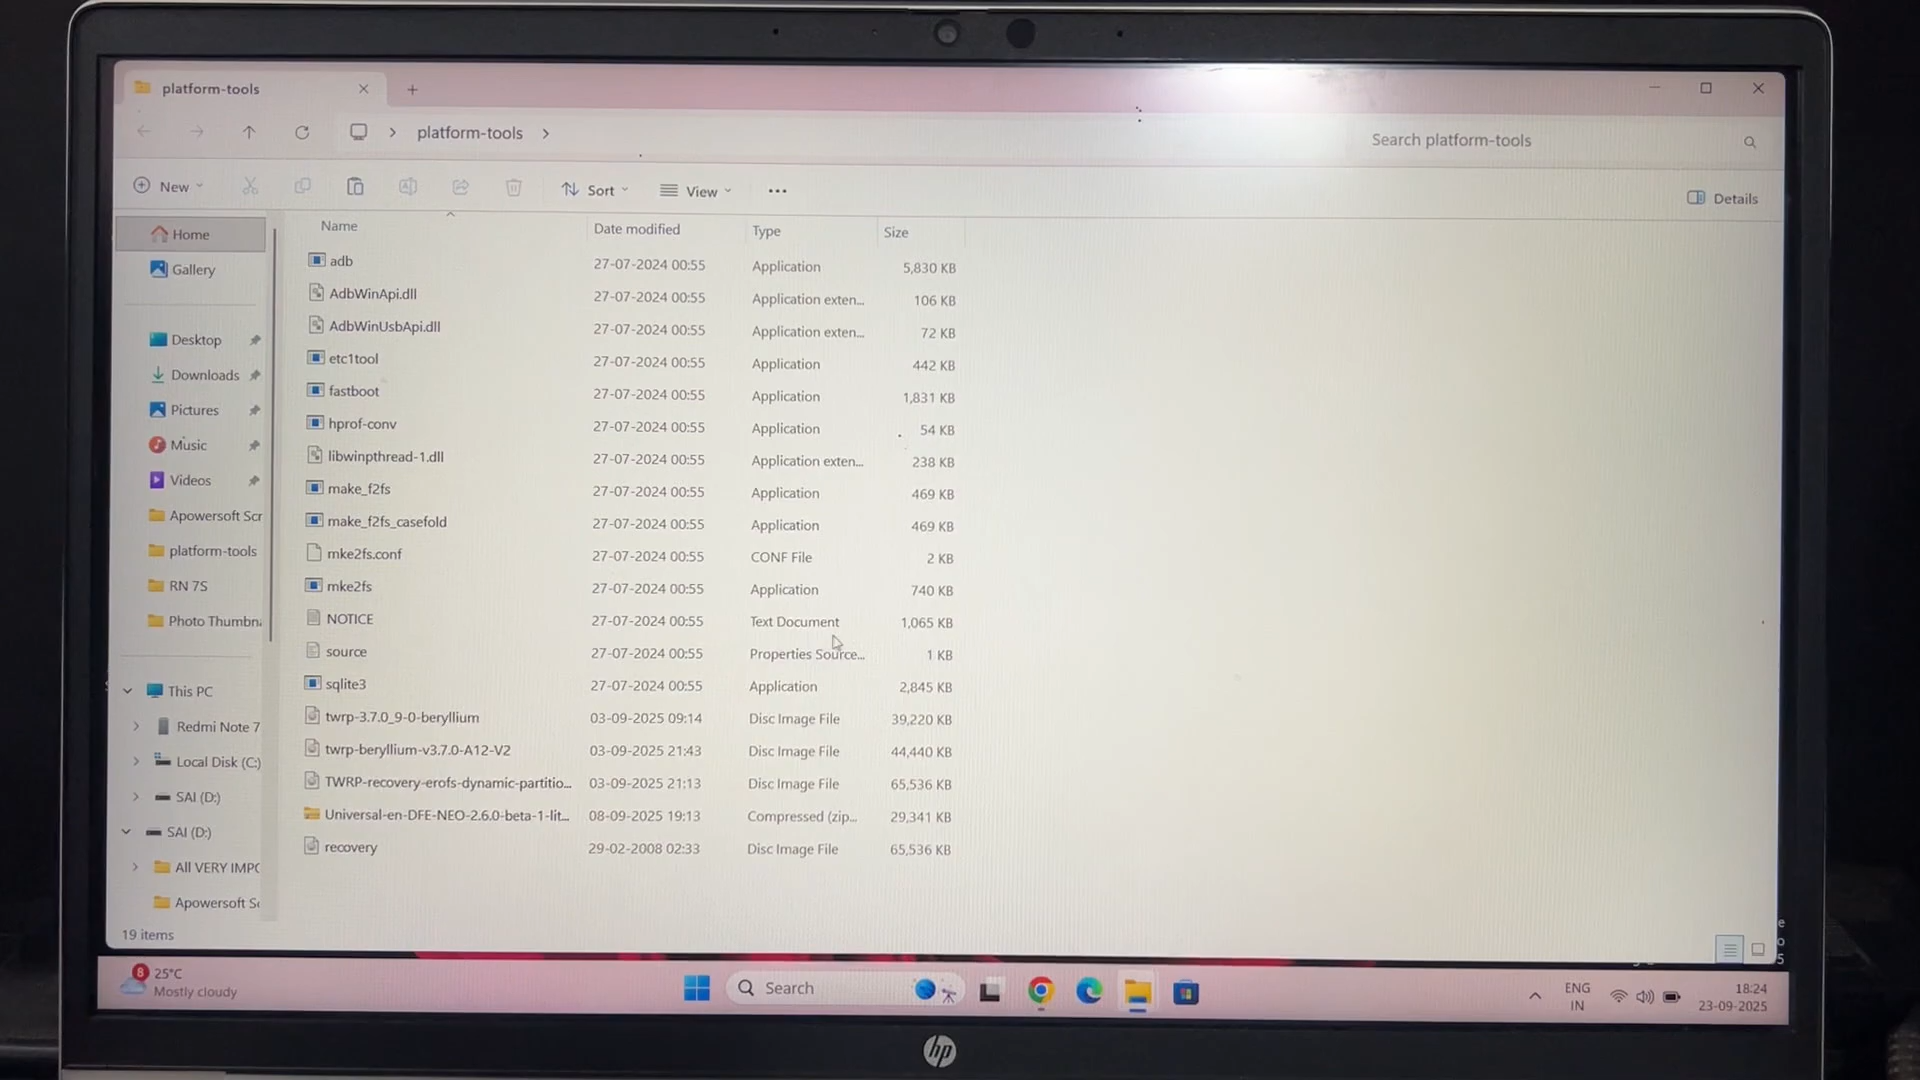 platform-tools
platform-tools
Search platform-tools
New
Sort
View
Details
Home
Gallery
Desktop
Downloads
Pictures
Music
Videos
Apowersoft Scr
platform-tools
RN 7S
Photo Thumbn
This PC
Redmi Note 7
Local Disk (C:)
SAI (D:)
SAI (D:)
All VERY IMPO
Apowersoft Sc
Name Date modified Type Size
adb 27-07-2024 00:55 Application 5,830 KB
AdbWinApi.dll 27-07-2024 00:55 Application exten... 106 KB
AdbWinUsbApi.dll 27-07-2024 00:55 Application exten... 72 KB
etc1tool 27-07-2024 00:55 Application 442 KB
fastboot 27-07-2024 00:55 Application 1,831 KB
hprof-conv 27-07-2024 00:55 Application 54 KB
libwinpthread-1.dll 27-07-2024 00:55 Application exten... 238 KB
make_f2fs 27-07-2024 00:55 Application 469 KB
make_f2fs_casefold 27-07-2024 00:55 Application 469 KB
mke2fs.conf 27-07-2024 00:55 CONF File 2 KB
mke2fs 27-07-2024 00:55 Application 740 KB
NOTICE 27-07-2024 00:55 Text Document 1,065 KB
source 27-07-2024 00:55 Properties Source... 1 KB
sqlite3 27-07-2024 00:55 Application 2,845 KB
twrp-3.7.0_9-0-beryllium 03-09-2025 09:14 Disc Image File 39,220 KB
twrp-beryllium-v3.7.0-A12-V2 03-09-2025 21:43 Disc Image File 44,440 KB
TWRP-recovery-erofs-dynamic-partitio... 03-09-2025 21:13 Disc Image File 65,536 KB
Universal-en-DFE-NEO-2.6.0-beta-1-lit... 08-09-2025 19:13 Compressed (zip... 29,341 KB
recovery 29-02-2008 02:33 Disc Image File 65,536 KB
19 items
8
25°C
Mostly cloudy
Search
ENG
IN
18:24
23-09-2025
hp